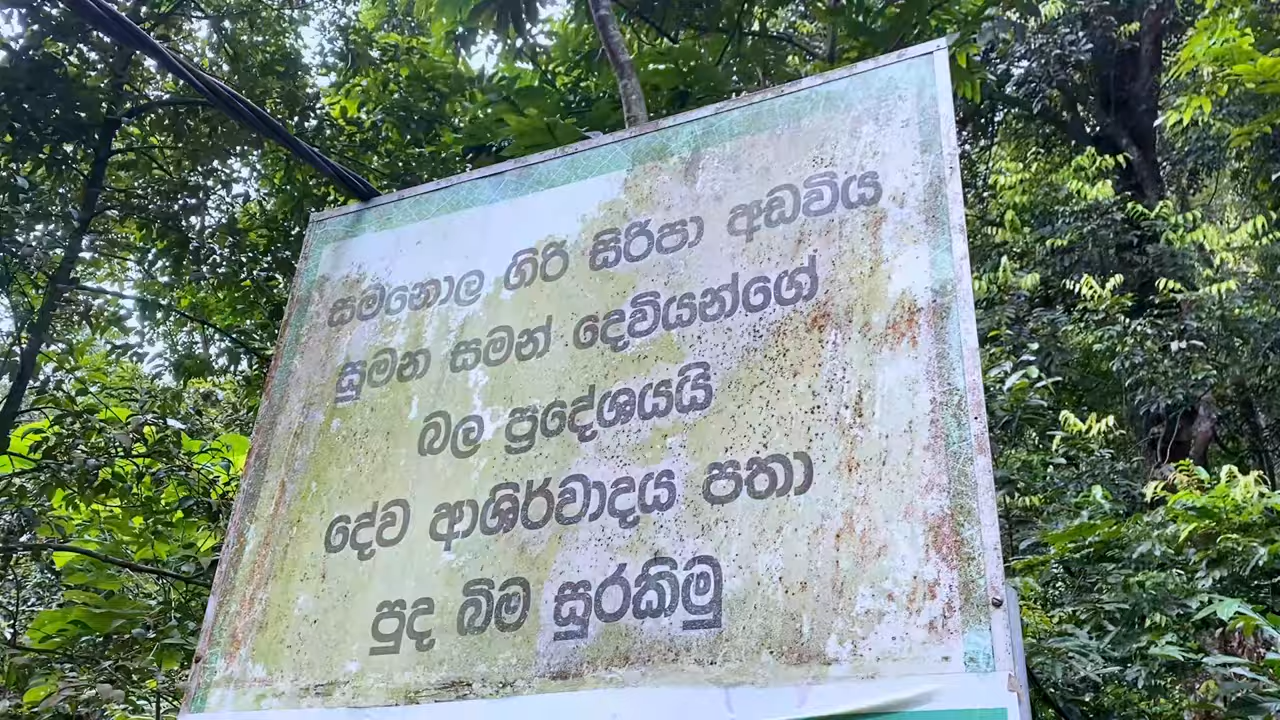 සමනොල ගිරි සිරිපා අඩවිය
සුමන සමන් දෙවියන්ගේ
බල ප්‍රදේශයයි
දේව ආශිර්වාදය පතා
පුද බිම සුරකිමු